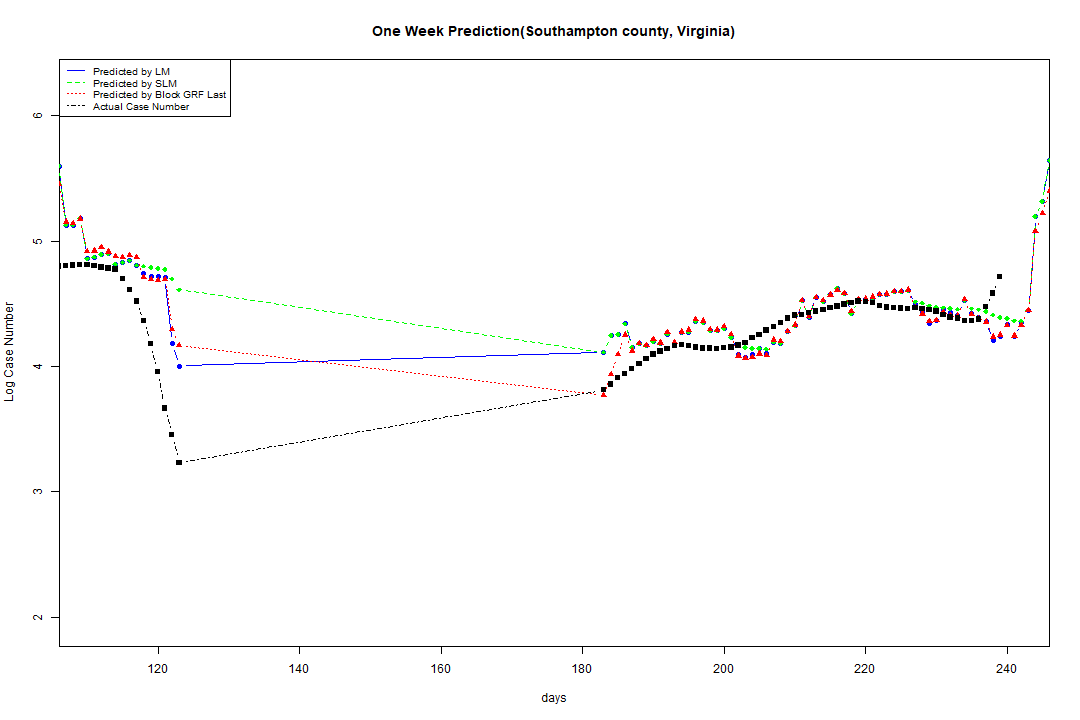 One Week Prediction(Southampton county, Virginia)
Predicted by LM
Predicted by SLM
Predicted by Block GRF Last
Actual Case Number
6
5
4
3
2
Log Case Number
120 140 160 180 200 220 240
days